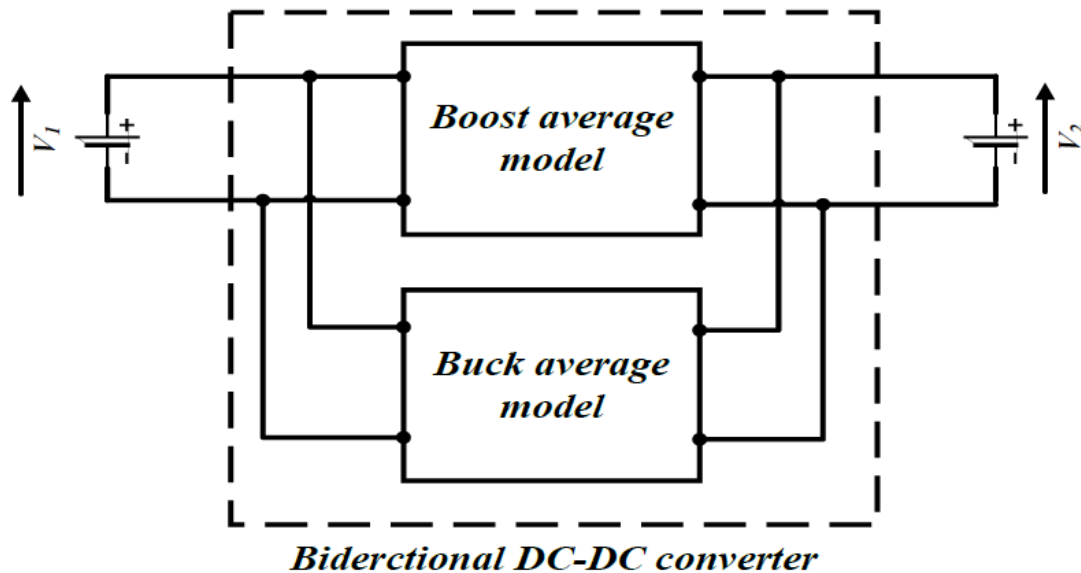 Boost average
model
V1
+
-
+
-
V2
Buck average
model
Biderctional DC-DC converter